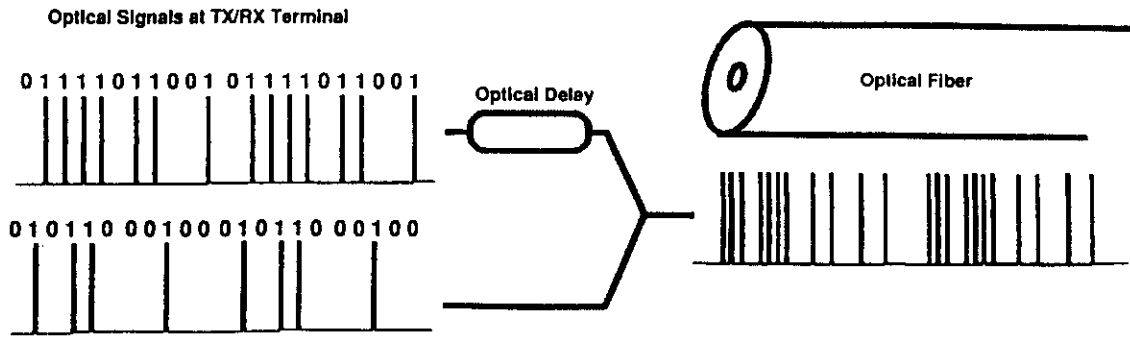 Optical Signals at TX/RX Terminal
0 1 1 1 1 0 1 1 0 0 1 0 1 1 1 1 0 1 1 0 0 1
Optical Delay
Optical Fiber
0 1 0 1 1 0 0 0 1 0 0 0 1 0 1 1 0 0 0 1 0 0